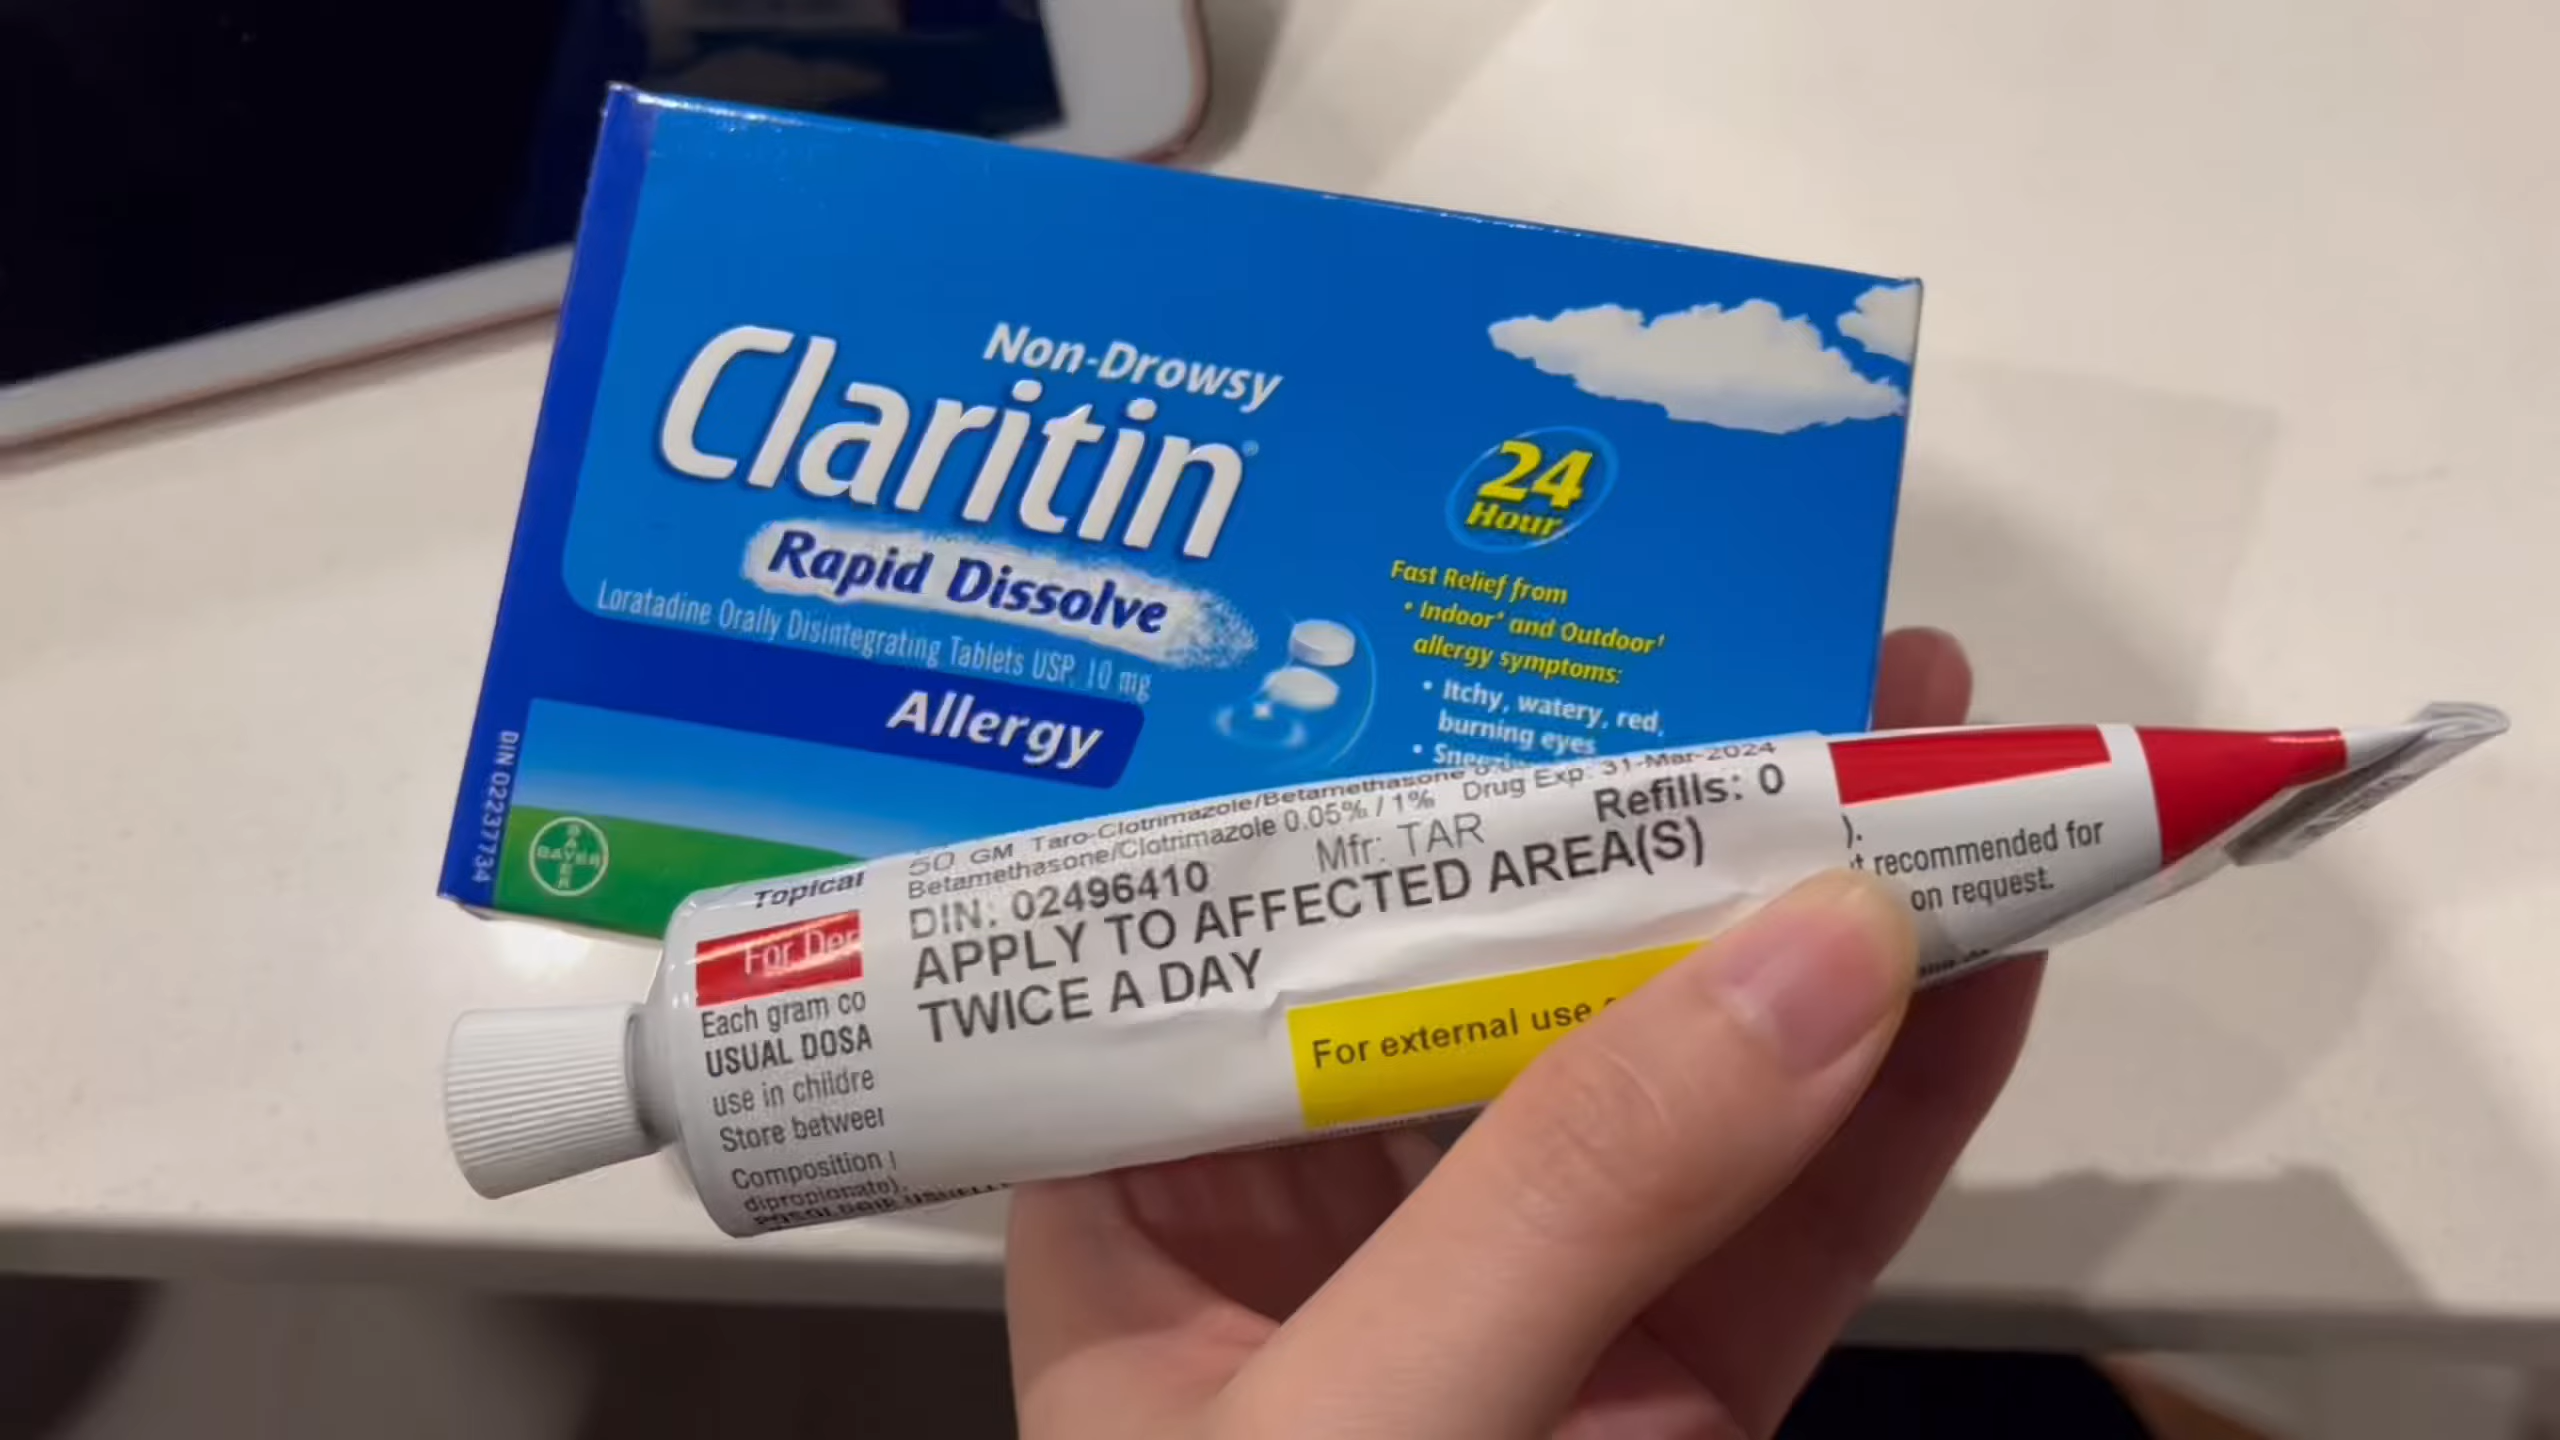 Non-Drowsy
Claritin®
Rapid Dissolve
Loratadine Orally Disintegrating Tablets USP, 10 mg
Allergy
24
Hour
Fast Relief from
• Indoor* and Outdoor†
allergy symptoms:
• Itchy, watery, red,
burning eyes
DIN 02237734
BAYER
BAYER
50 GM Taro-Clotrimazole/Betamethasone
Drug Exp: 31-Mar-2024
Betamethasone/Clotrimazole 0.05% / 1%
Refills: 0
DIN: 02496410 Mfr: TAR
APPLY TO AFFECTED AREA(S)
TWICE A DAY
For external use
Topical
For Der
Each gram co
USUAL DOSA
use in childre
Store betweer
Composition
dipropionate).
).
t recommended for
on request.